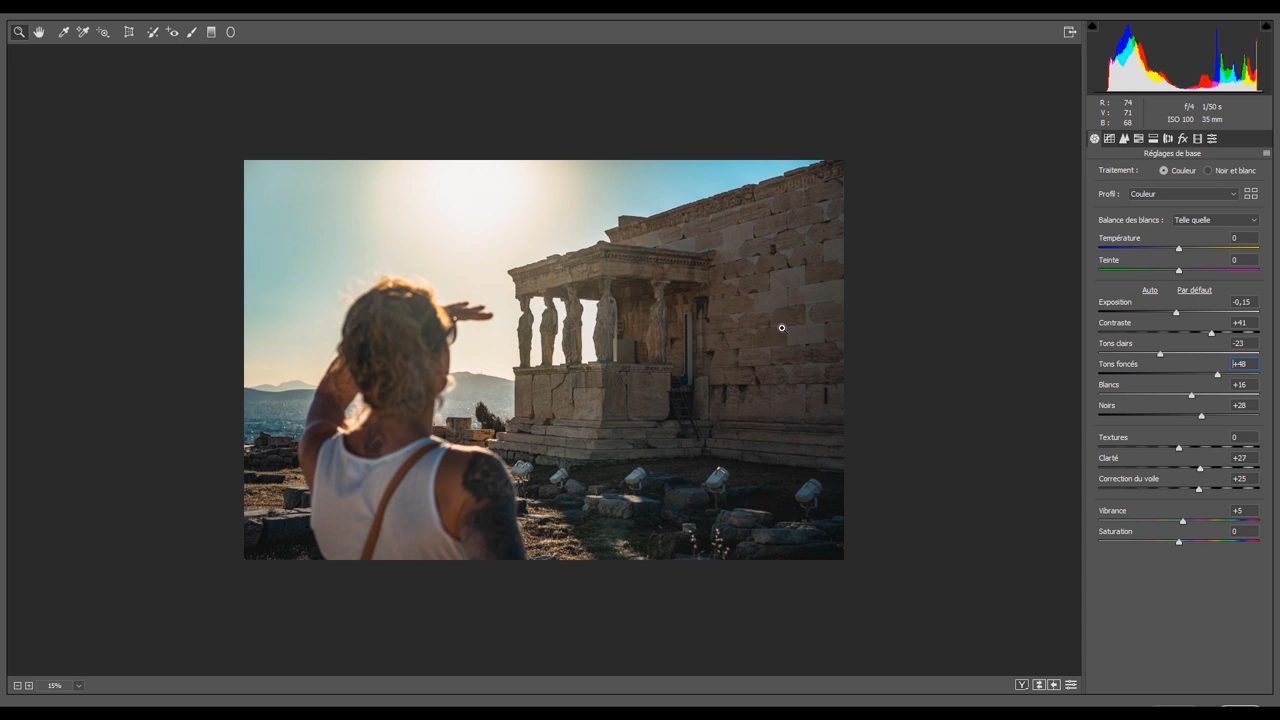 R : 74
V : 71
B : 68
f/4 1/50 s
ISO 100 35 mm
fx
Réglages de base
Traitement : Couleur Noir et blanc
Profil : Couleur
Balance des blancs : Telle quelle
Température 0
Teinte 0
Auto Par défaut
Exposition -0,15
Contraste +41
Tons clairs -23
Tons foncés +48
Blancs +16
Noirs +28
Textures 0
Clarté +27
Correction du voile +25
Vibrance +5
Saturation 0
15%
Y